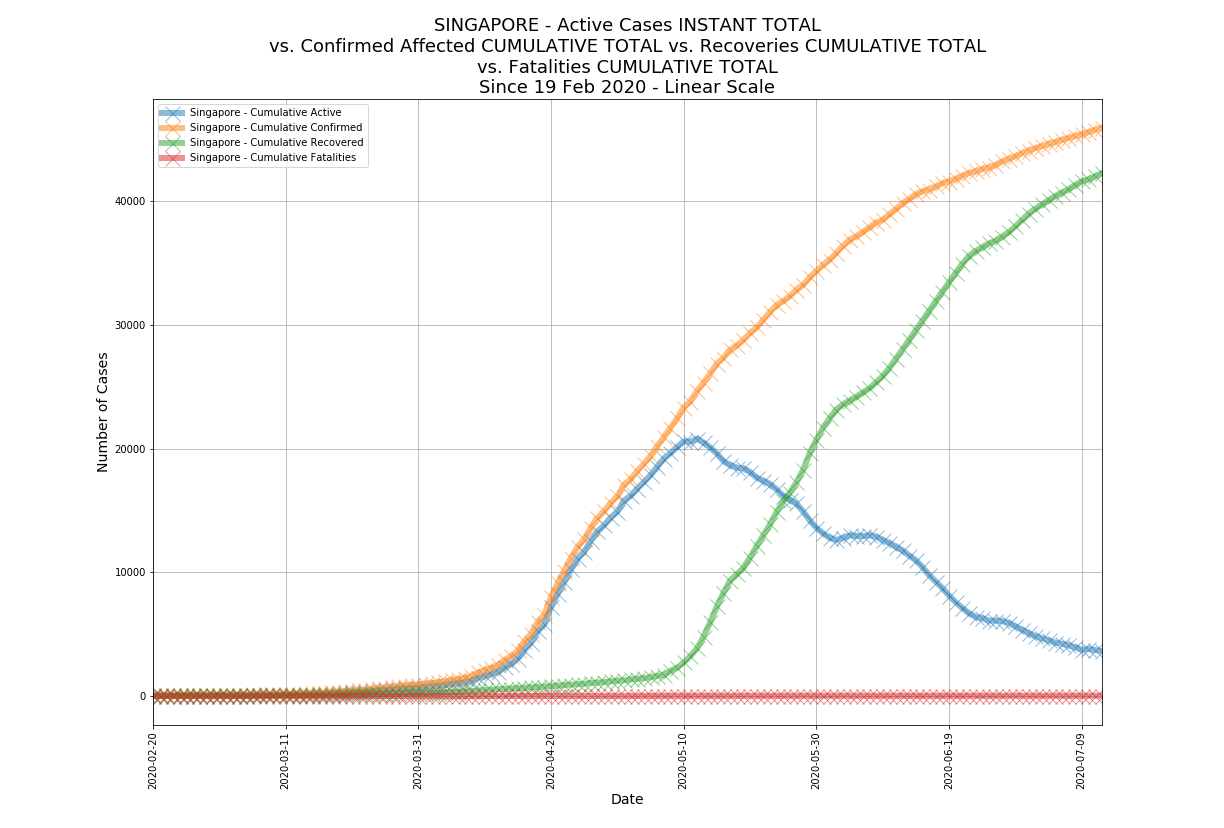 SINGAPORE - Active Cases INSTANT TOTAL
vs. Confirmed Affected CUMULATIVE TOTAL vs. Recoveries CUMULATIVE TOTAL
vs. Fatalities CUMULATIVE TOTAL
Since 19 Feb 2020 - Linear Scale
Singapore - Cumulative Active
Singapore - Cumulative Confirmed
Singapore - Cumulative Recovered
Singapore - Cumulative Fatalities
Number of Cases
40000
30000
20000
10000
0
2020-02-20
2020-03-11
2020-03-31
2020-04-20
2020-05-10
2020-05-30
2020-06-19
2020-07-09
Date